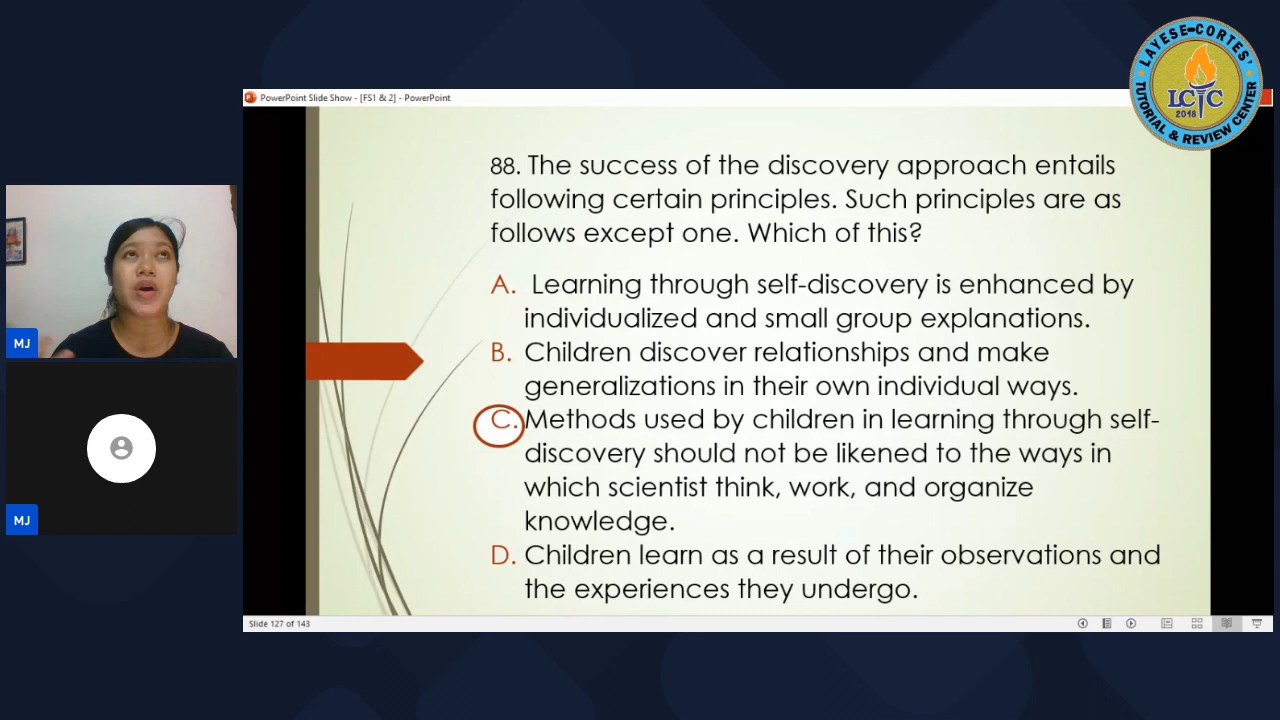 LAYESE-CORTES'
LCTC
2018
TUTORIAL & REVIEW CENTER
PowerPoint Slide Show - [FS1 & 2] - PowerPoint
88. The success of the discovery approach entails
following certain principles. Such principles are as
follows except one. Which of this?
A. Learning through self-discovery is enhanced by
individualized and small group explanations.
B. Children discover relationships and make
generalizations in their own individual ways.
C. Methods used by children in learning through self-
discovery should not be likened to the ways in
which scientist think, work, and organize
knowledge.
D. Children learn as a result of their observations and
the experiences they undergo.
MJ
MJ
Slide 127 of 143